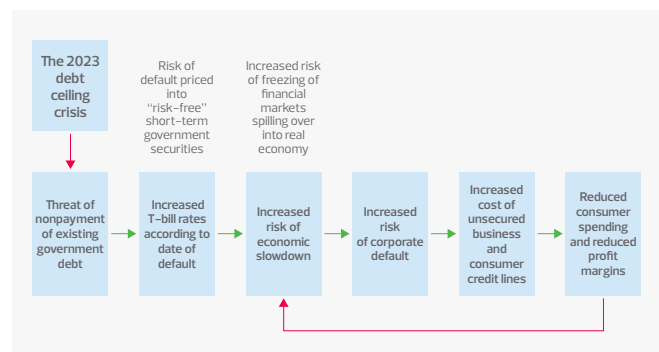 The 2023
debt
ceiling
crisis
Risk of
default priced
into
“risk-free”
short-term
government
securities
Increased risk
of freezing of
financial
markets
spilling over
into real
economy
Threat of
nonpayment
of existing
government
debt
Increased
T-bill rates
according to
date of
default
Increased
risk of
economic
slowdown
Increased
risk
of corporate
default
Increased
cost of
unsecured
business
and
consumer
credit lines
Reduced
consumer
spending
and reduced
profit
margins